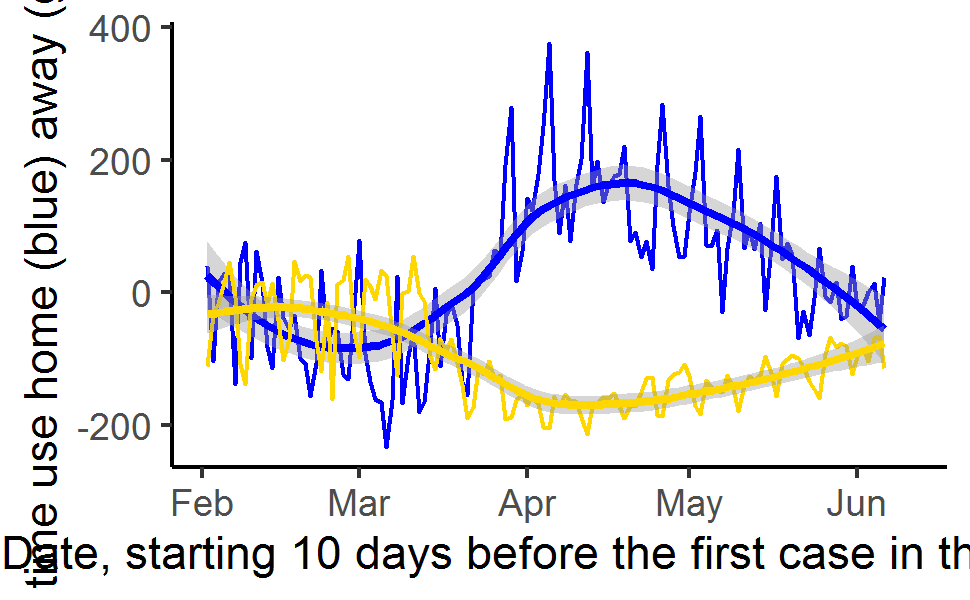 400
200
0
-200
time use home (blue) away (
Feb Mar Apr May Jun
Date, starting 10 days before the first case in th